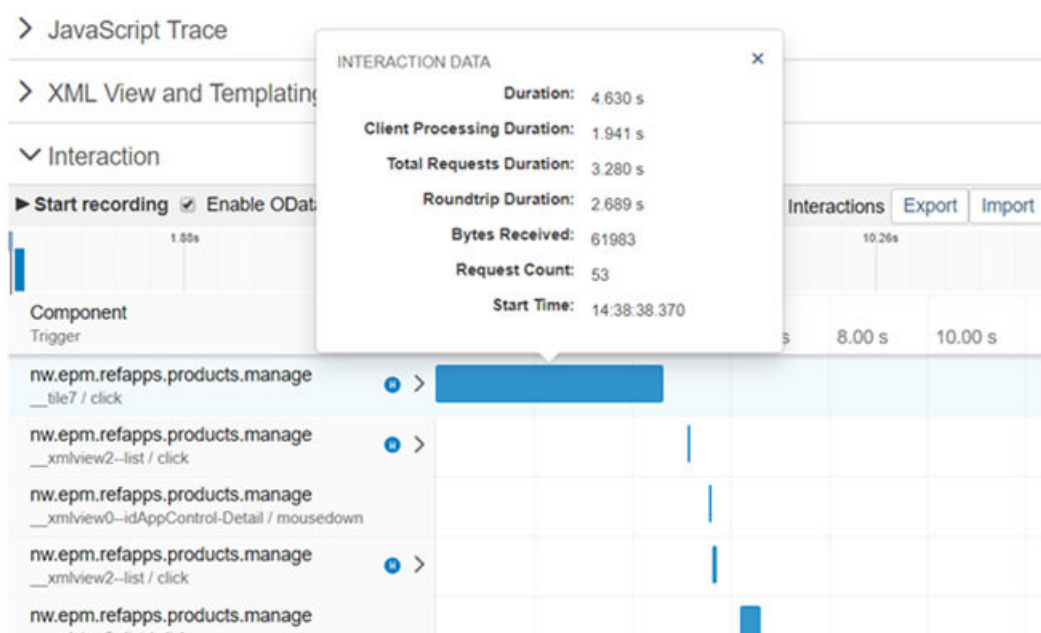 JavaScript Trace
XML View and Templating
Interaction
INTERACTION DATA
Duration: 4.630 s
Client Processing Duration: 1.941 s
Total Requests Duration: 3.280 s
Roundtrip Duration: 2.689 s
Bytes Received: 61983
Request Count: 53
Start Time: 14:38:38.370
Start recording Enable OData Interactions Export Import
1.88s 10.26s
Component
Trigger
s 8.00 s 10.00 s
nw.epm.refapps.products.manage
__tile7 / click
nw.epm.refapps.products.manage
__xmlview2--list / click
nw.epm.refapps.products.manage
__xmlview0--idAppControl-Detail / mousedown
nw.epm.refapps.products.manage
__xmlview2--list / click
nw.epm.refapps.products.manage